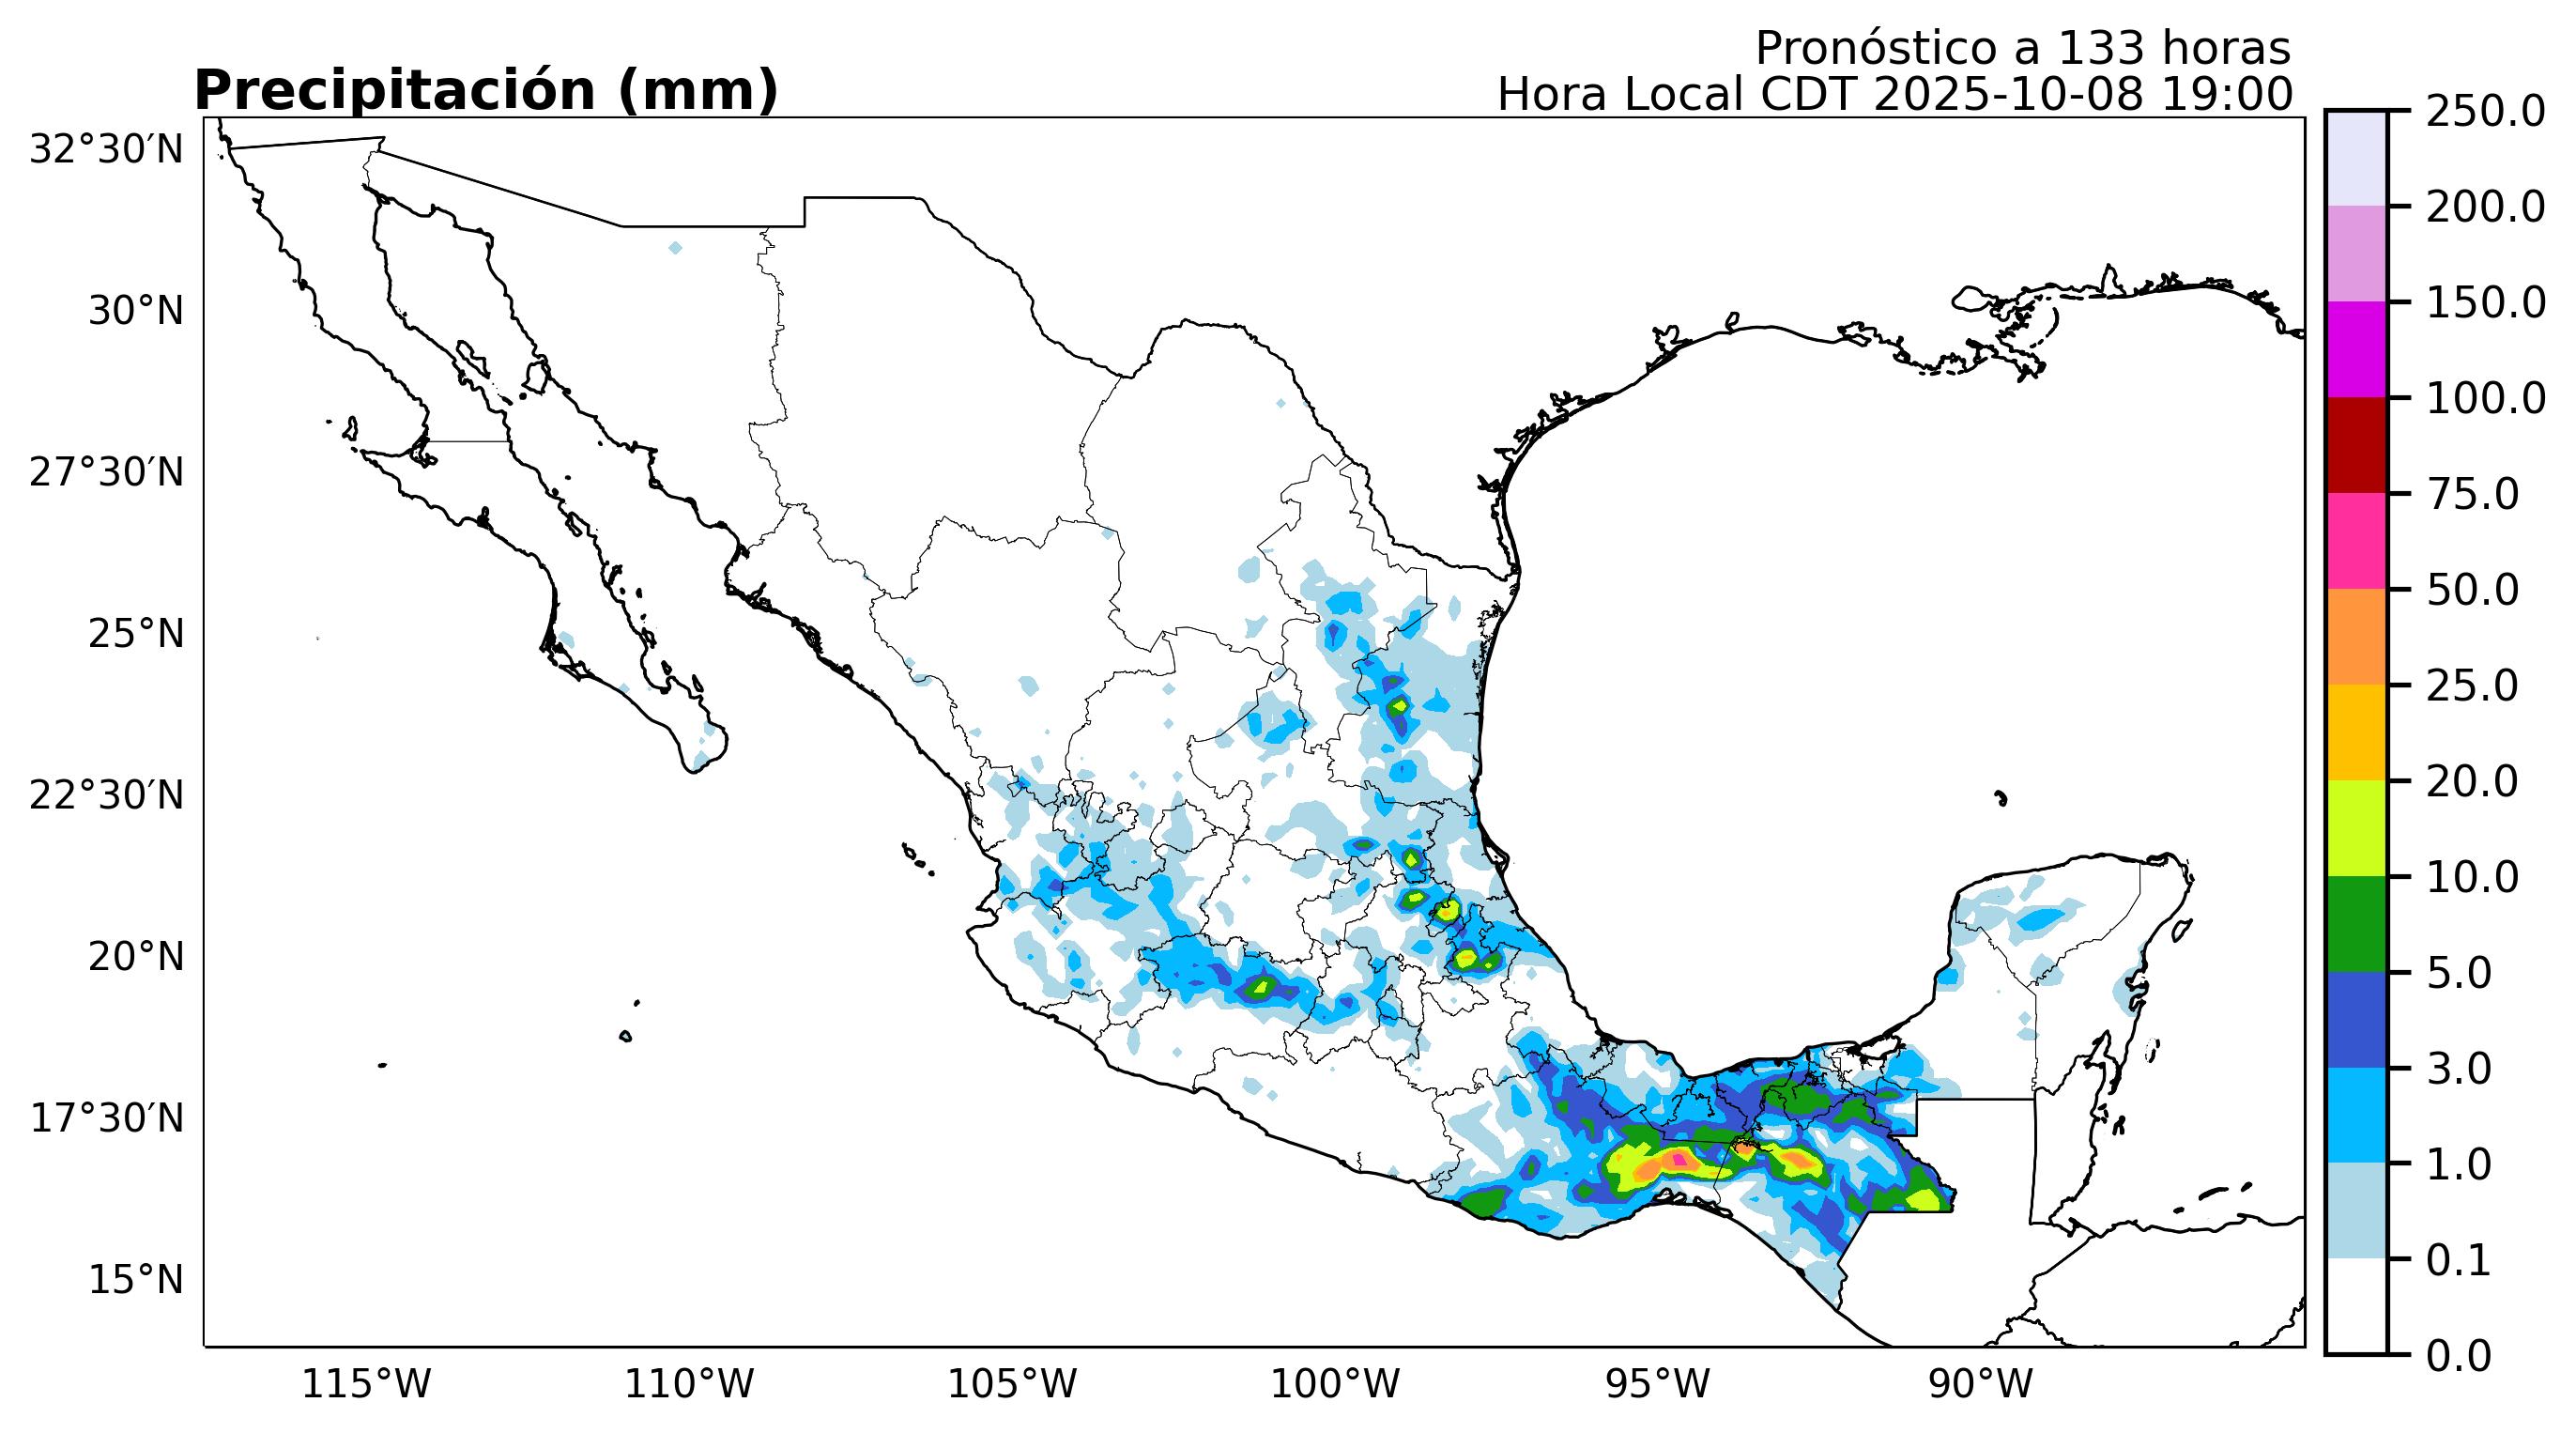 Pronóstico a 133 horas
Precipitación (mm)
Hora Local CDT 2025-10-08 19:00
32°30′N
30°N
27°30′N
25°N
22°30′N
20°N
17°30′N
15°N
115°W
110°W
105°W
100°W
95°W
90°W
250.0
200.0
150.0
100.0
75.0
50.0
25.0
20.0
10.0
5.0
3.0
1.0
0.1
0.0